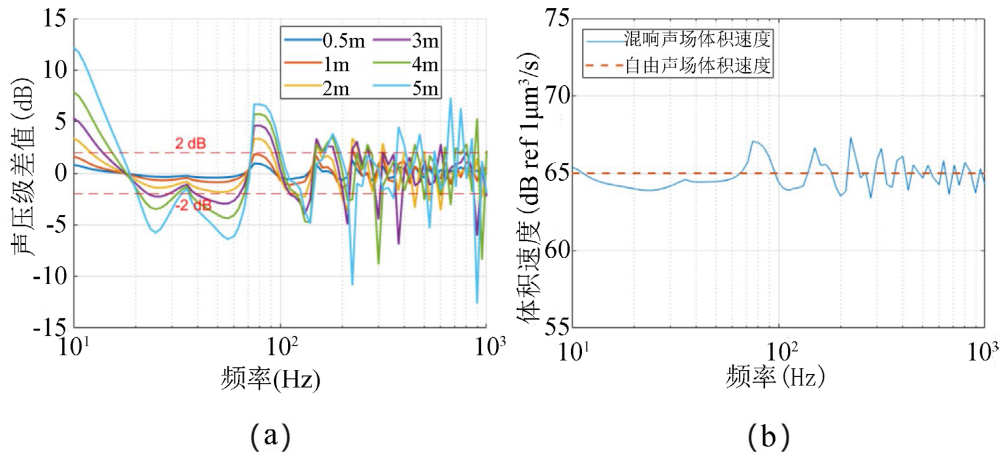 15
10
5
0
-5
-10
-15
声压级差值(dB)
0.5m 3m
1m 4m
2m 5m
2 dB
-2 dB
10¹ 10² 10³
频率(Hz)
(a)
75
70
65
60
55
体积速度(dB ref 1μm³/s)
混响声场体积速度
自由声场体积速度
10¹ 10² 10³
频率(Hz)
(b)